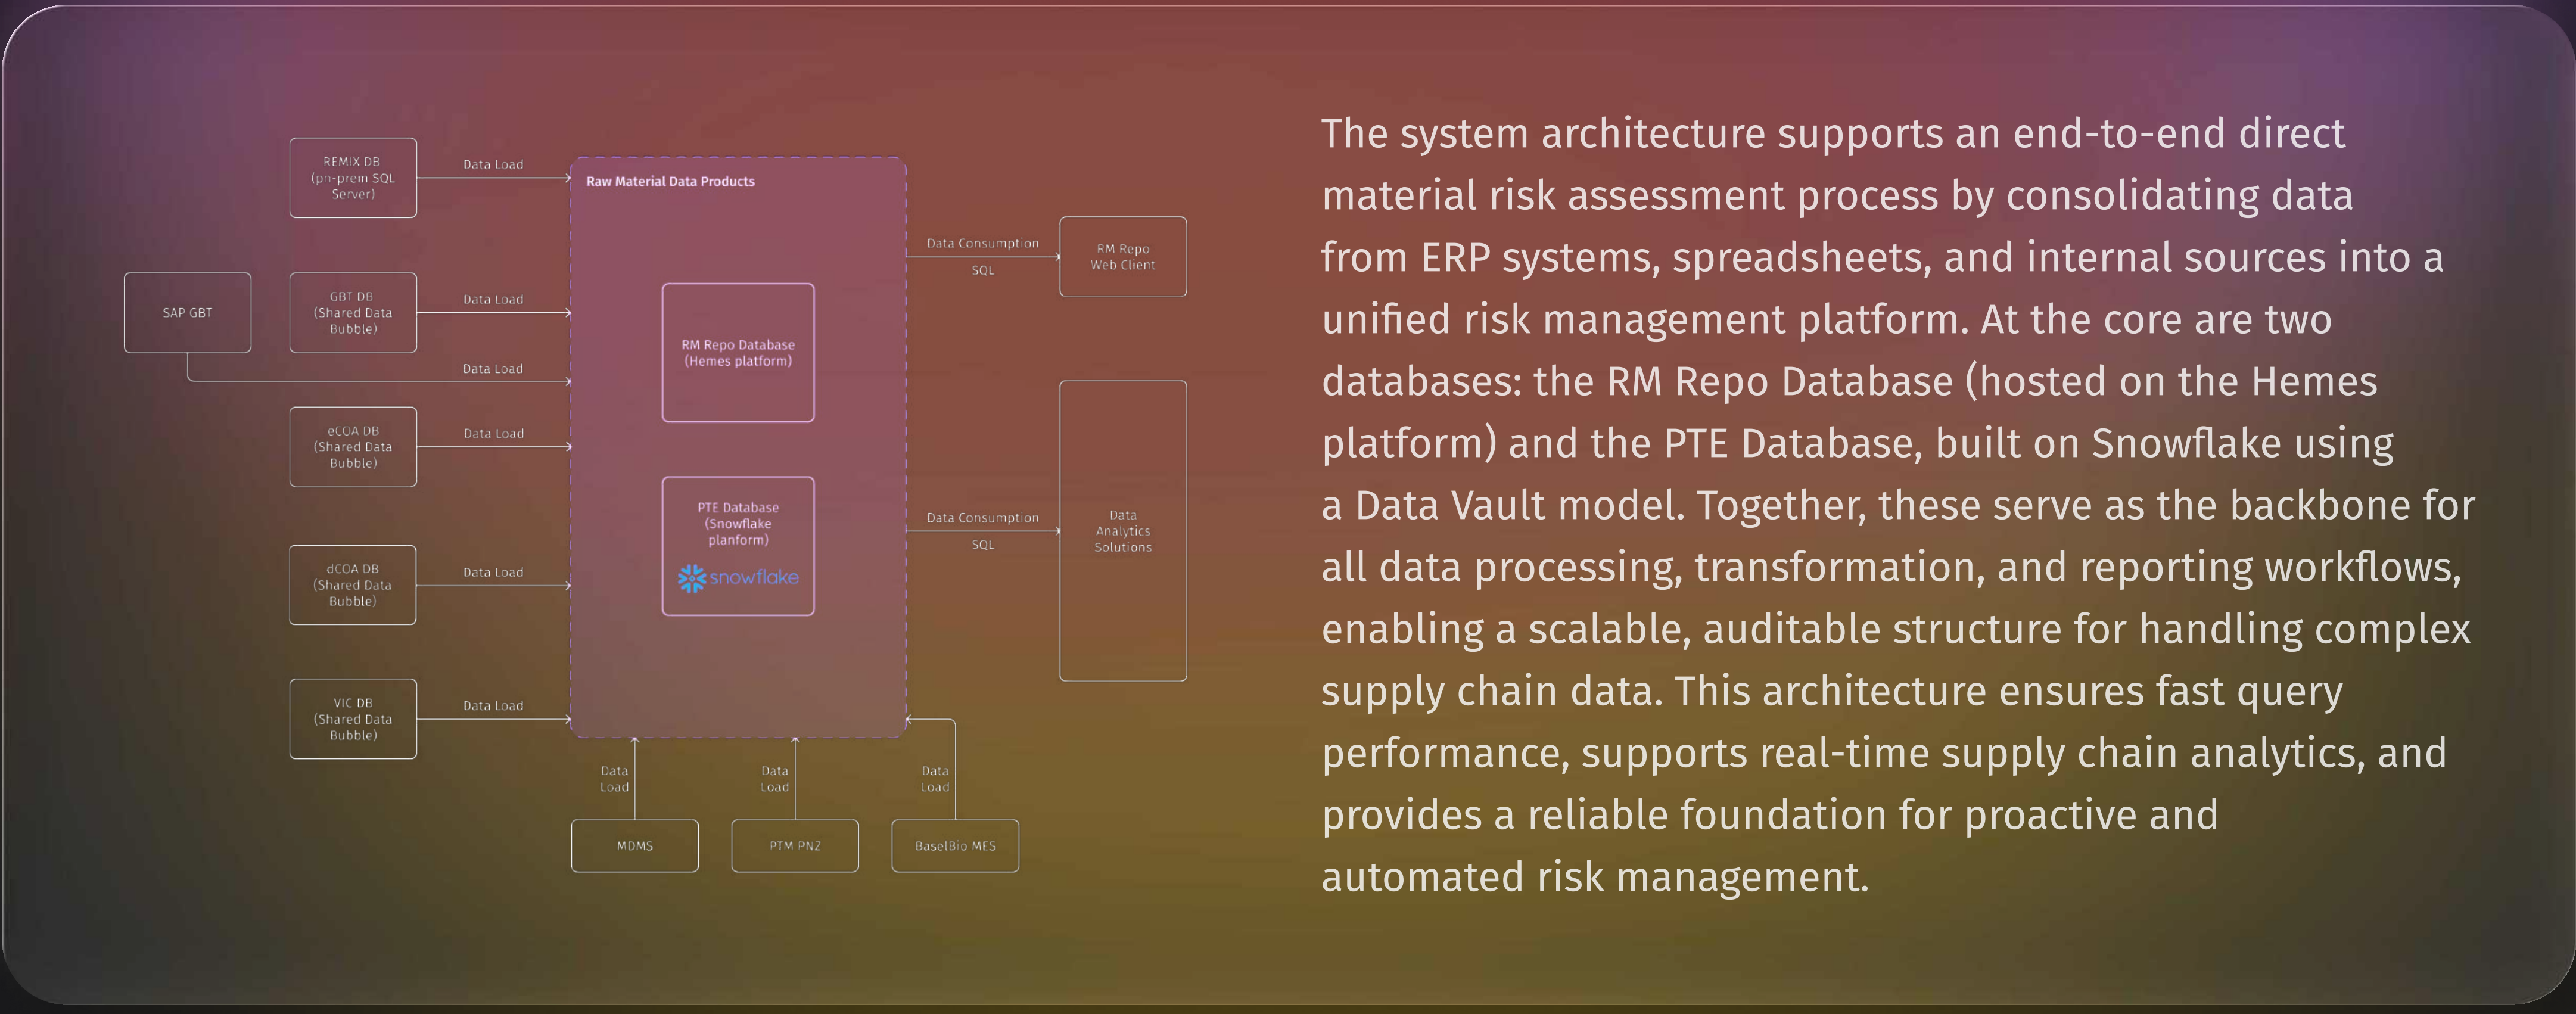 REMIX DB
(pn-prem SQL
Server)
Data Load
Raw Material Data Products
SAP GBT
GBT DB
(Shared Data
Bubble)
Data Load
Data Load
eCOA DB
(Shared Data
Bubble)
Data Load
dCOA DB
(Shared Data
Bubble)
Data Load
VIC DB
(Shared Data
Bubble)
Data Load
RM Repo Database
(Hemes platform)
PTE Database
(Snowflake
planform)
snowflake
Data Consumption
SQL
RM Repo
Web Client
Data Consumption
SQL
Data
Analytics
Solutions
Data
Load
Data
Load
Data
Load
MDMS
PTM PNZ
BaselBio MES
The system architecture supports an end-to-end direct
material risk assessment process by consolidating data
from ERP systems, spreadsheets, and internal sources into a
unified risk management platform. At the core are two
databases: the RM Repo Database (hosted on the Hemes
platform) and the PTE Database, built on Snowflake using
a Data Vault model. Together, these serve as the backbone for
all data processing, transformation, and reporting workflows,
enabling a scalable, auditable structure for handling complex
supply chain data. This architecture ensures fast query
performance, supports real-time supply chain analytics, and
provides a reliable foundation for proactive and
automated risk management.